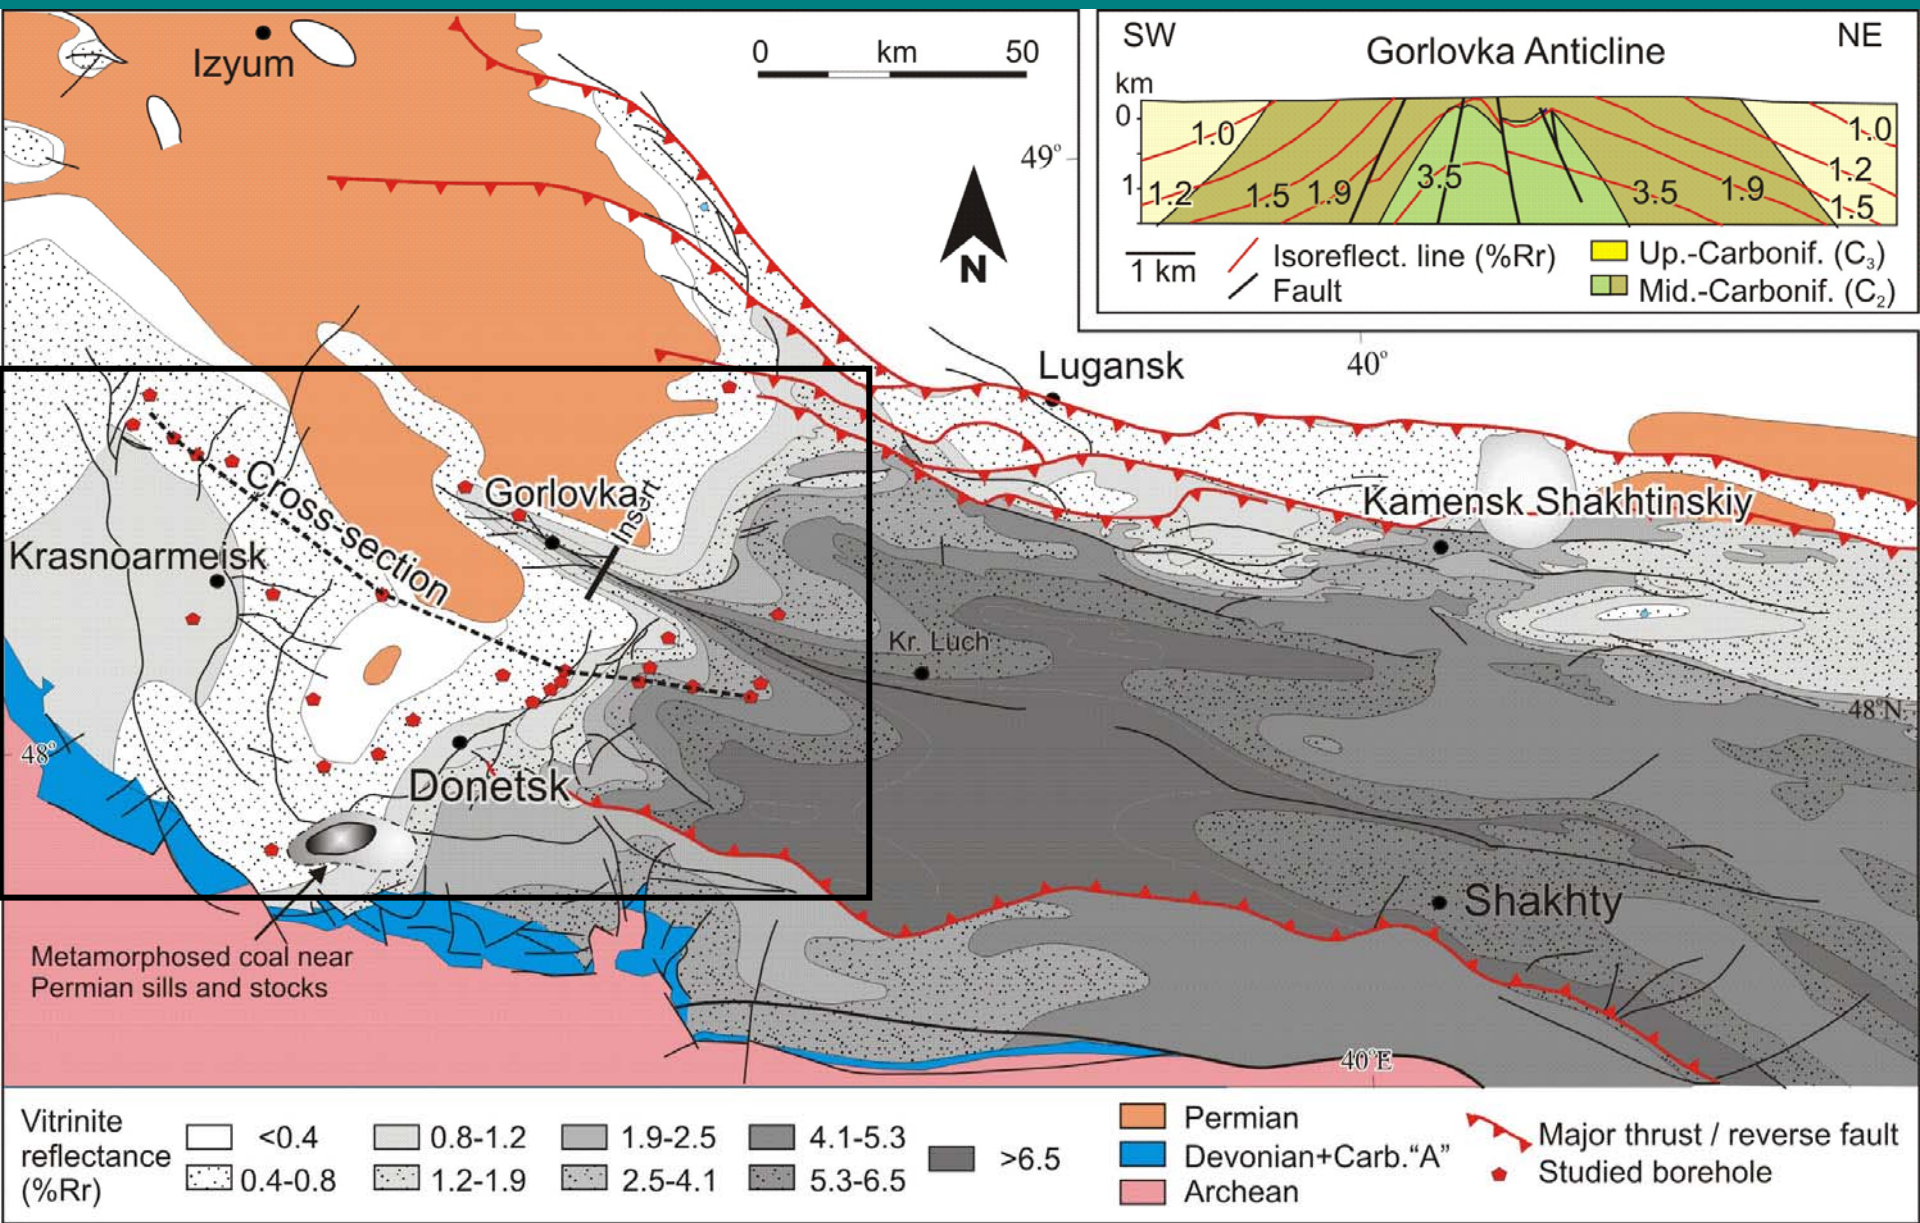 Izyum
0 km 50
49°
N
SW
Gorlovka Anticline
NE
km
0
1
1.0
1.2
1.5
1.9
3.5
3.5
1.9
1.0
1.2
1.5
1 km
Isoreflect. line (%Rr)
Fault
Up.-Carbonif. (C₃)
Mid.-Carbonif. (C₂)
Lugansk
40°
Cross-section
Gorlovka
Insert
Kamensk Shakhtinskiy
Krasnoarmeisk
Kr. Luch
48°N
48°
Donetsk
Shakhty
Metamorphosed coal near
Permian sills and stocks
40°E
Vitrinite
reflectance
(%Rr)
<0.4
0.4-0.8
0.8-1.2
1.2-1.9
1.9-2.5
2.5-4.1
4.1-5.3
5.3-6.5
>6.5
Permian
Devonian+Carb.“A”
Archean
Major thrust / reverse fault
Studied borehole